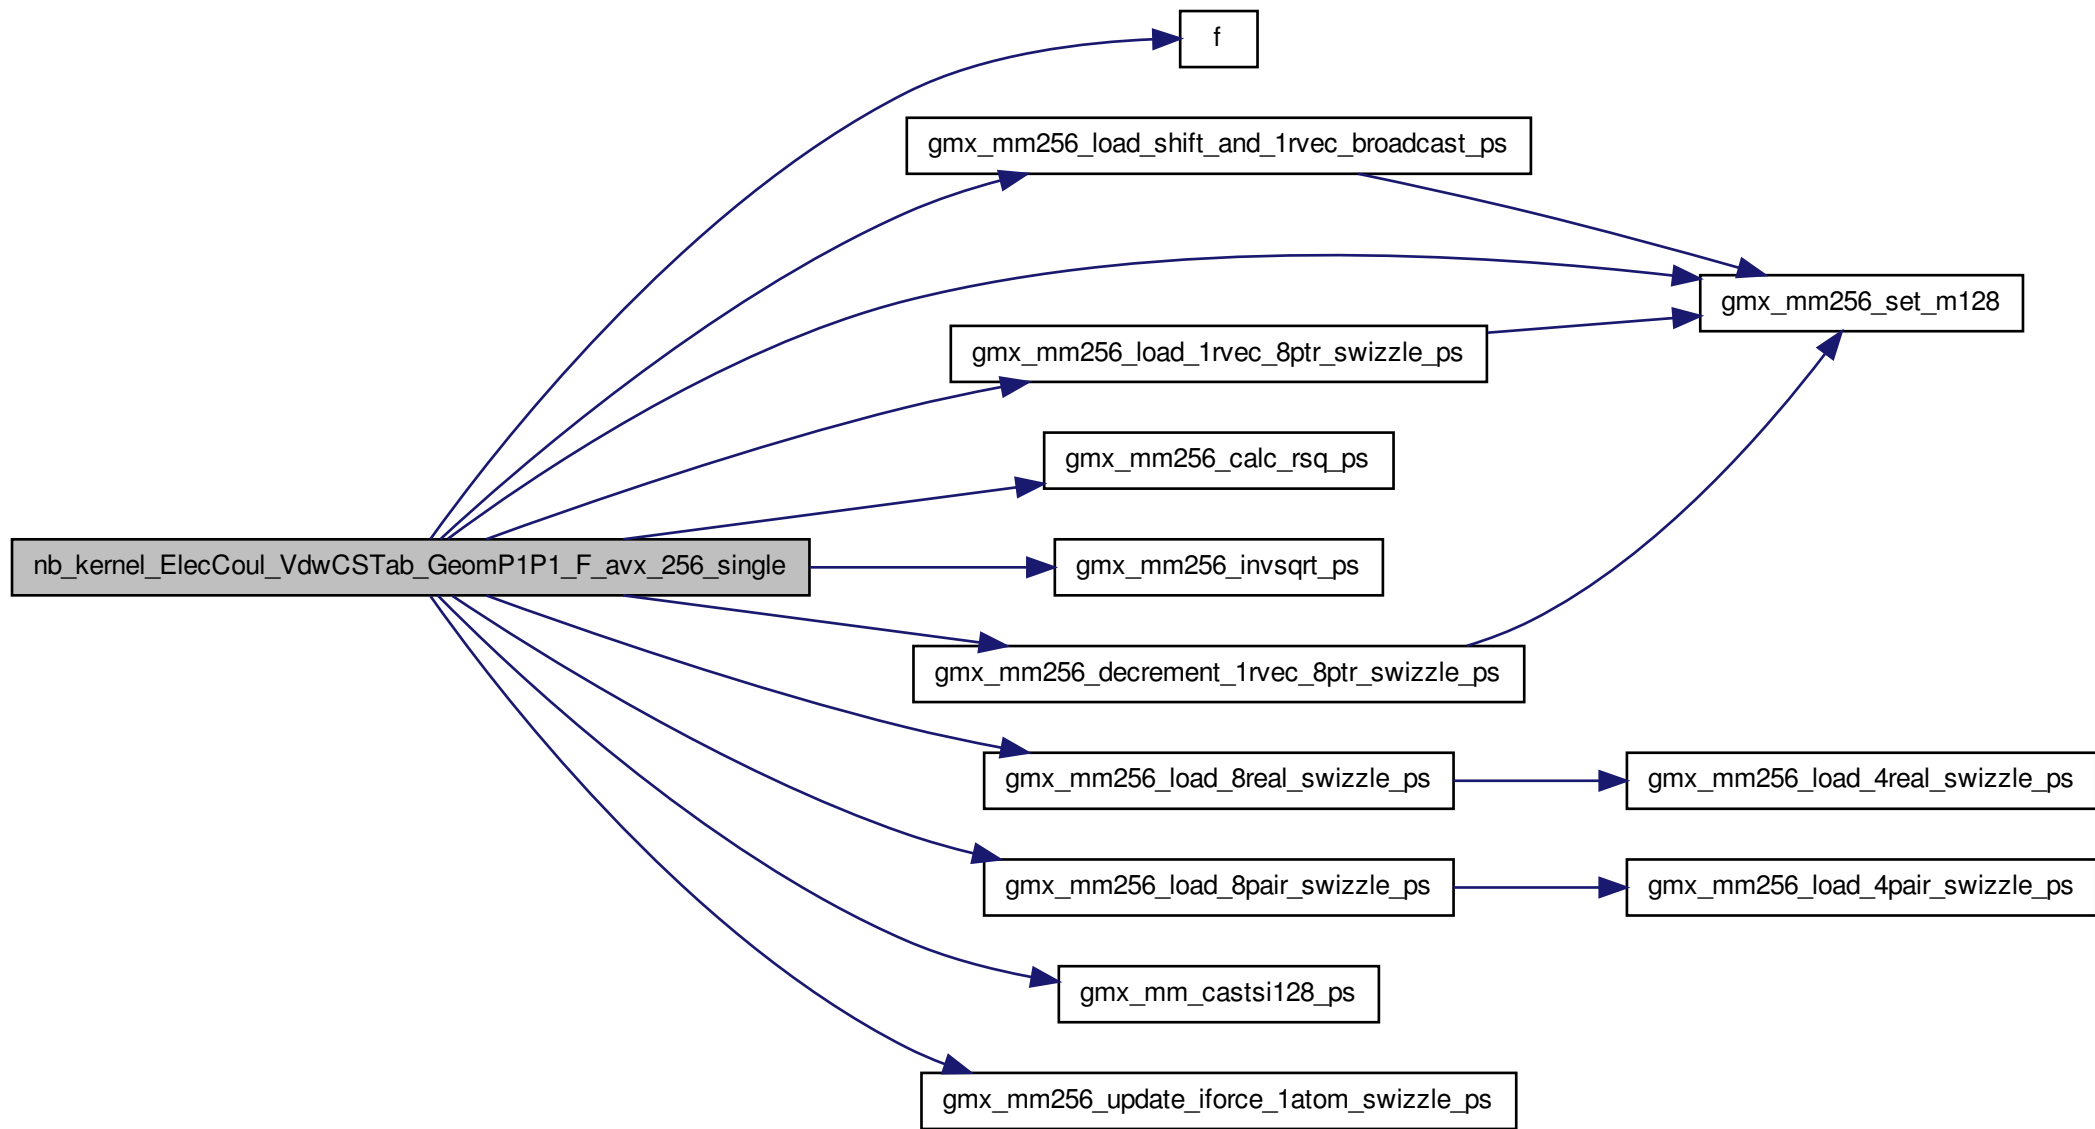 f
gmx_mm256_load_shift_and_1rvec_broadcast_ps
gmx_mm256_set_m128
gmx_mm256_load_1rvec_8ptr_swizzle_ps
gmx_mm256_calc_rsq_ps
nb_kernel_ElecCoul_VdwCSTab_GeomP1P1_F_avx_256_single
gmx_mm256_invsqrt_ps
gmx_mm256_decrement_1rvec_8ptr_swizzle_ps
gmx_mm256_load_8real_swizzle_ps
gmx_mm256_load_4real_swizzle_ps
gmx_mm256_load_8pair_swizzle_ps
gmx_mm256_load_4pair_swizzle_ps
gmx_mm_castsi128_ps
gmx_mm256_update_iforce_1atom_swizzle_ps